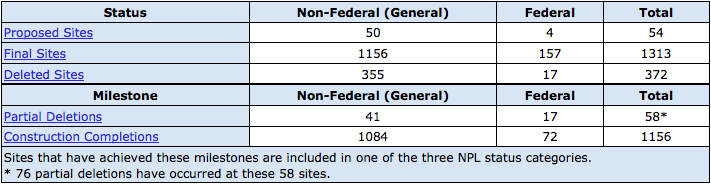 Status Non-Federal (General) Federal Total
Proposed Sites 50 4 54
Final Sites 1156 157 1313
Deleted Sites 355 17 372
Milestone Non-Federal (General) Federal Total
Partial Deletions 41 17 58*
Construction Completions 1084 72 1156
Sites that have achieved these milestones are included in one of the three NPL status categories.
* 76 partial deletions have occurred at these 58 sites.